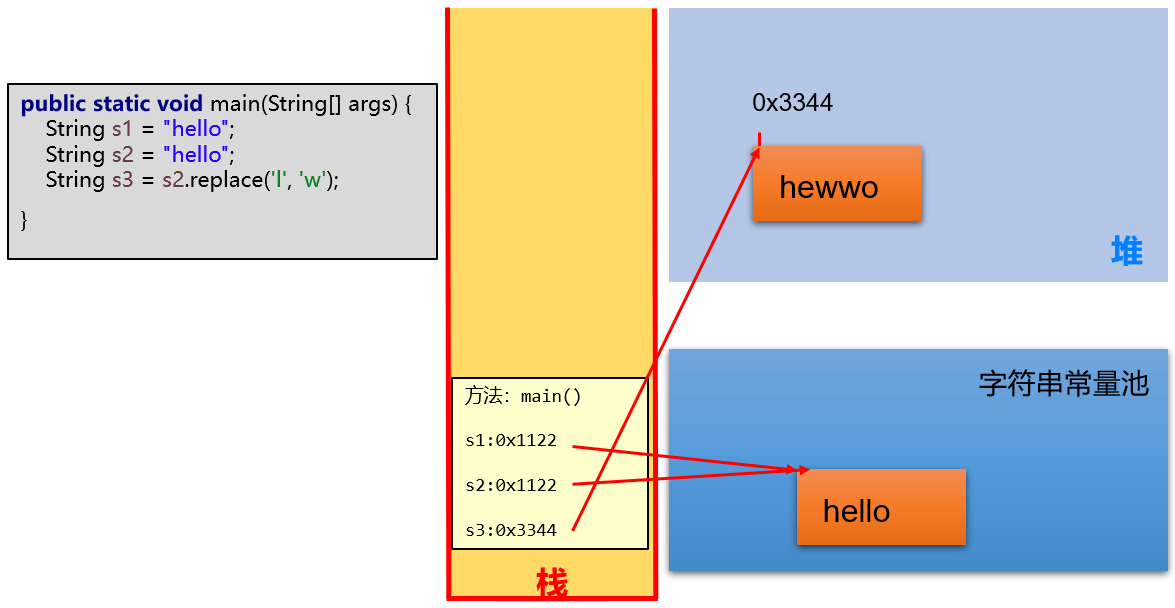 public static void main(String[] args) {
String s1 = "hello";
String s2 = "hello";
String s3 = s2.replace('l', 'w');
}
方法：main()
s1:0x1122
s2:0x1122
s3:0x3344
栈
0x3344
hewwo
堆
字符串常量池
hello